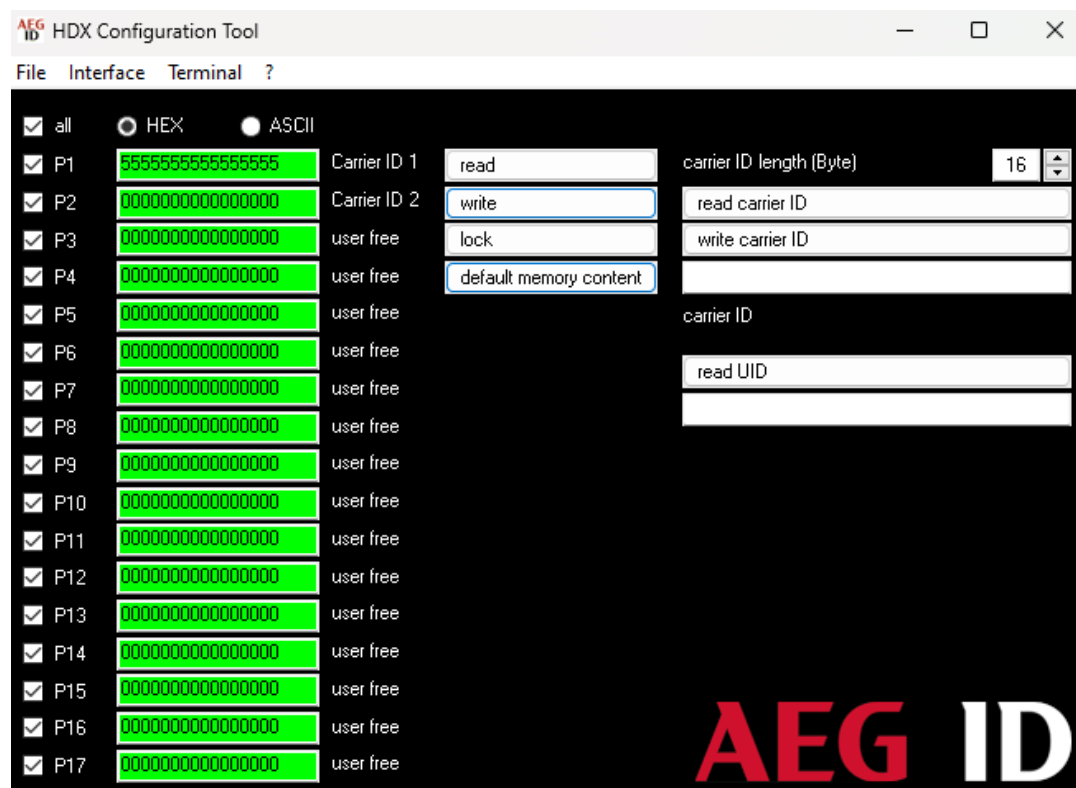 AEG ID HDX Configuration Tool
File Interface Terminal ?
all HEX ASCII
P1 5555555555555555 Carrier ID 1 read carrier ID length (Byte) 16
P2 0000000000000000 Carrier ID 2 write read carrier ID
P3 0000000000000000 user free lock write carrier ID
P4 0000000000000000 user free default memory content
P5 0000000000000000 user free carrier ID
P6 0000000000000000 user free
read UID
P7 0000000000000000 user free
P8 0000000000000000 user free
P9 0000000000000000 user free
P10 0000000000000000 user free
P11 0000000000000000 user free
P12 0000000000000000 user free
P13 0000000000000000 user free
P14 0000000000000000 user free
P15 0000000000000000 user free
P16 0000000000000000 user free
P17 0000000000000000 user free
AEG ID